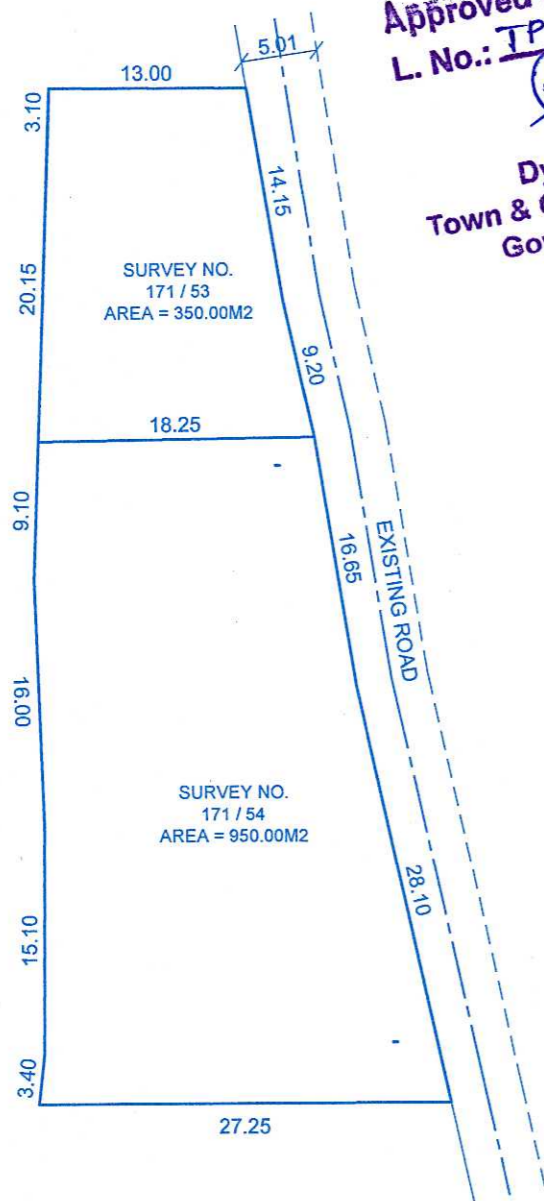 Approved
L. No.: TP
Town &
5.01
13.00
3.10
14.15
20.15
SURVEY NO.
171 / 53
AREA = 350.00M2
9.20
18.25
9.10
16.65
EXISTING ROAD
16.00
SURVEY NO.
171 / 54
AREA = 950.00M2
28.10
15.10
3.40
27.25